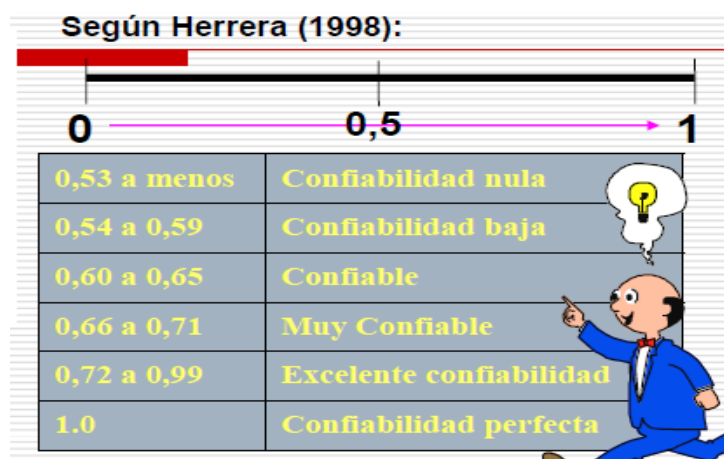 Según Herrera (1998):
0 0,5 1
0,53 a menos Confiabilidad nula
0,54 a 0,59 Confiabilidad baja
0,60 a 0,65 Confiable
0,66 a 0,71 Muy Confiable
0,72 a 0,99 Excelente confiabilidad
1.0 Confiabilidad perfecta